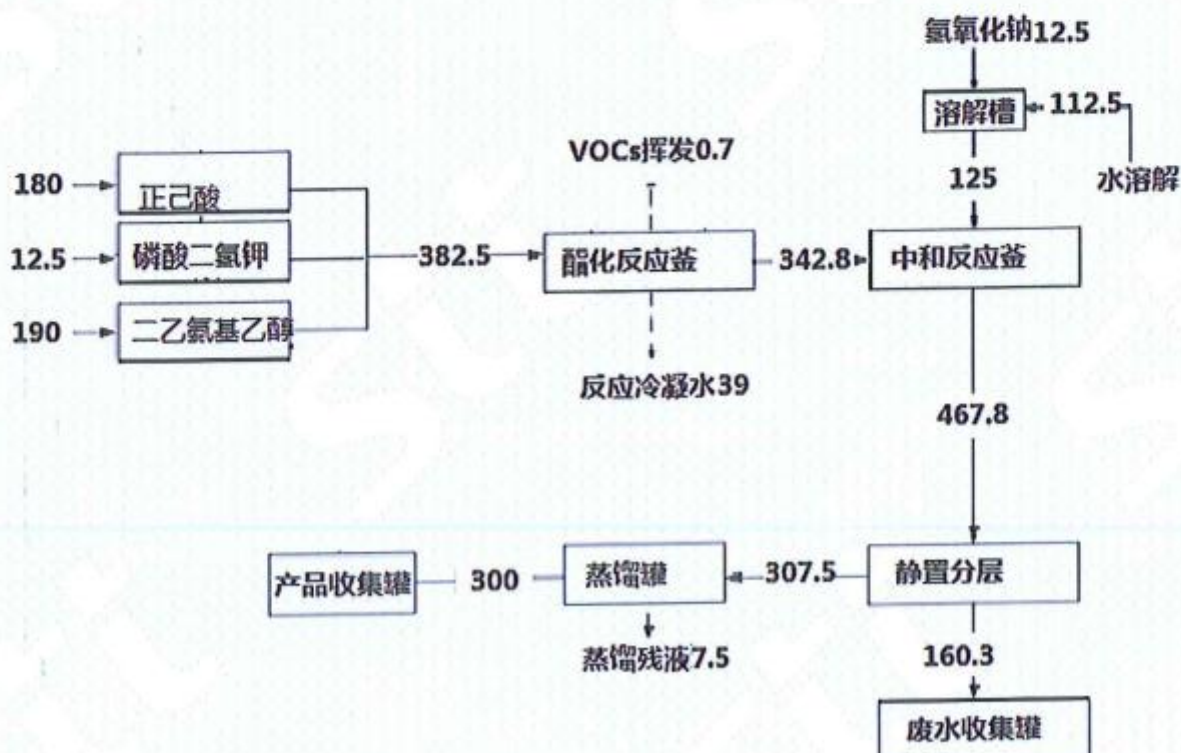 氢氧化钠12.5
溶解槽
112.5
水溶解
125
VOCs挥发0.7
180
正己酸
12.5
磷酸二氢钾
190
二乙氨基乙醇
382.5
酯化反应釜
342.8
中和反应釜
反应冷凝水39
467.8
产品收集罐
300
蒸馏罐
307.5
静置分层
蒸馏残液7.5
160.3
废水收集罐